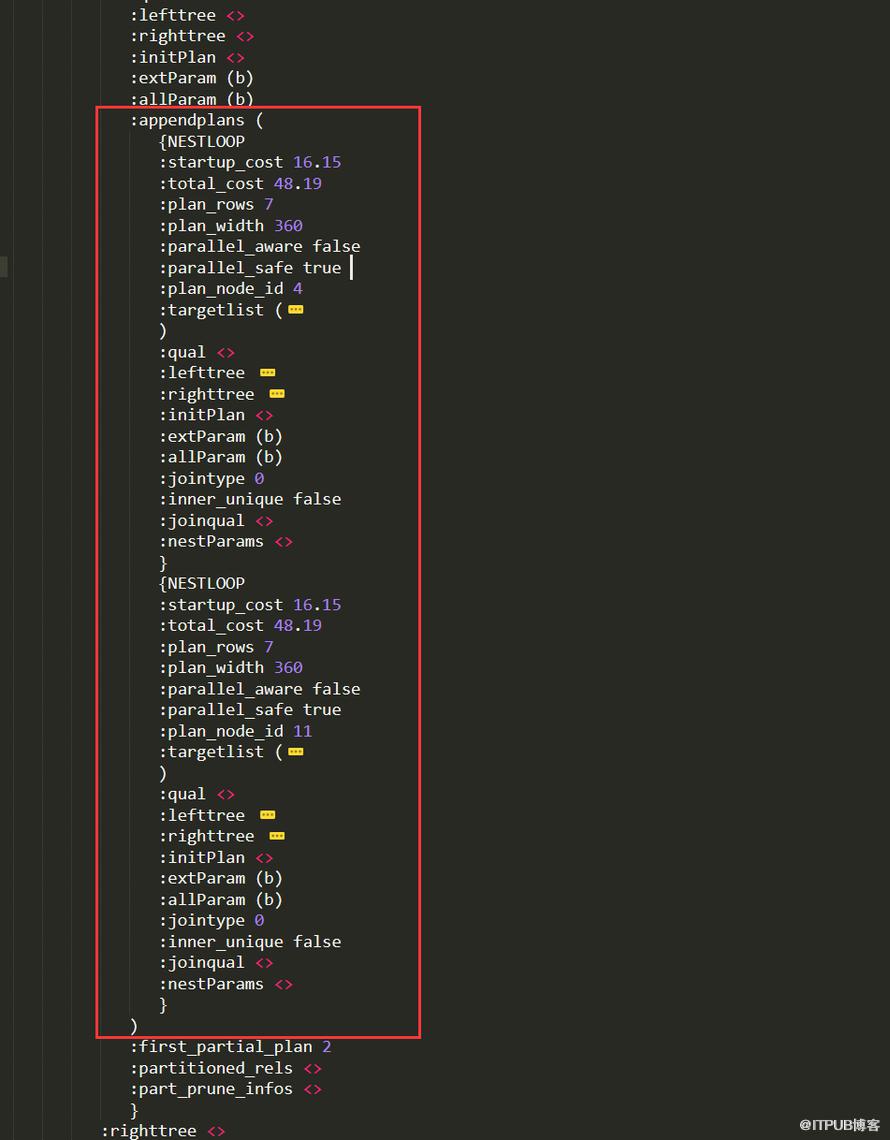 :lefttree <>
:righttree <>
:initPlan <>
:extParam (b)
:allParam (b)
:appendplans (
{NESTLOOP
:startup_cost 16.15
:total_cost 48.19
:plan_rows 7
:plan_width 360
:parallel_aware false
:parallel_safe true
:plan_node_id 4
:targetlist (
)
:qual <>
:lefttree
:righttree
:initPlan <>
:extParam (b)
:allParam (b)
:jointype 0
:inner_unique false
:joinqual <>
:nestParams <>
}
{NESTLOOP
:startup_cost 16.15
:total_cost 48.19
:plan_rows 7
:plan_width 360
:parallel_aware false
:parallel_safe true
:plan_node_id 11
:targetlist (
)
:qual <>
:lefttree
:righttree
:initPlan <>
:extParam (b)
:allParam (b)
:jointype 0
:inner_unique false
:joinqual <>
:nestParams <>
}
)
:first_partial_plan 2
:partitioned_rels <>
:part_prune_infos <>
}
:righttree <>
@ITPUB博客